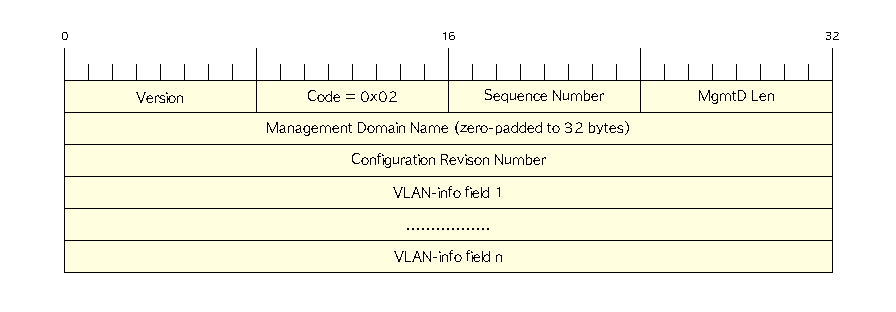 0 16 32
Version Code = 0x02 Sequence Number MgmtD Len
Management Domain Name (zero-padded to 32 bytes)
Configuration Revison Number
VLAN-info field 1
.................
VLAN-info field n